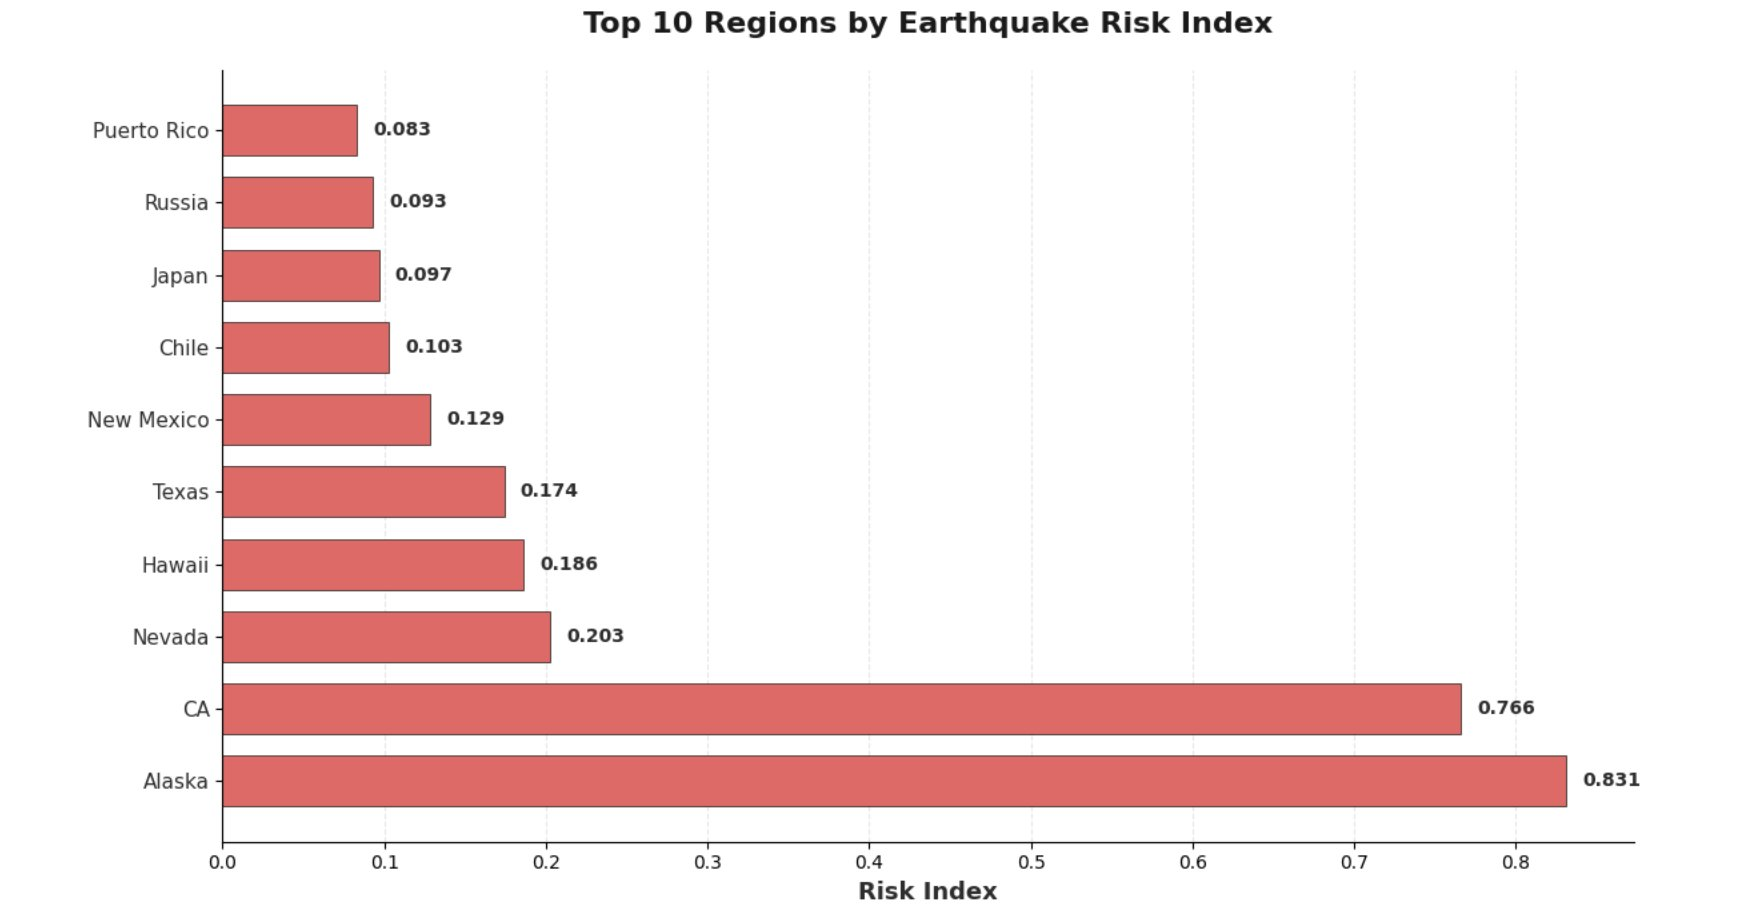 Top 10 Regions by Earthquake Risk Index
Puerto Rico 0.083
Russia 0.093
Japan 0.097
Chile 0.103
New Mexico 0.129
Texas 0.174
Hawaii 0.186
Nevada 0.203
CA 0.766
Alaska 0.831
0.0 0.1 0.2 0.3 0.4 0.5 0.6 0.7 0.8
Risk Index